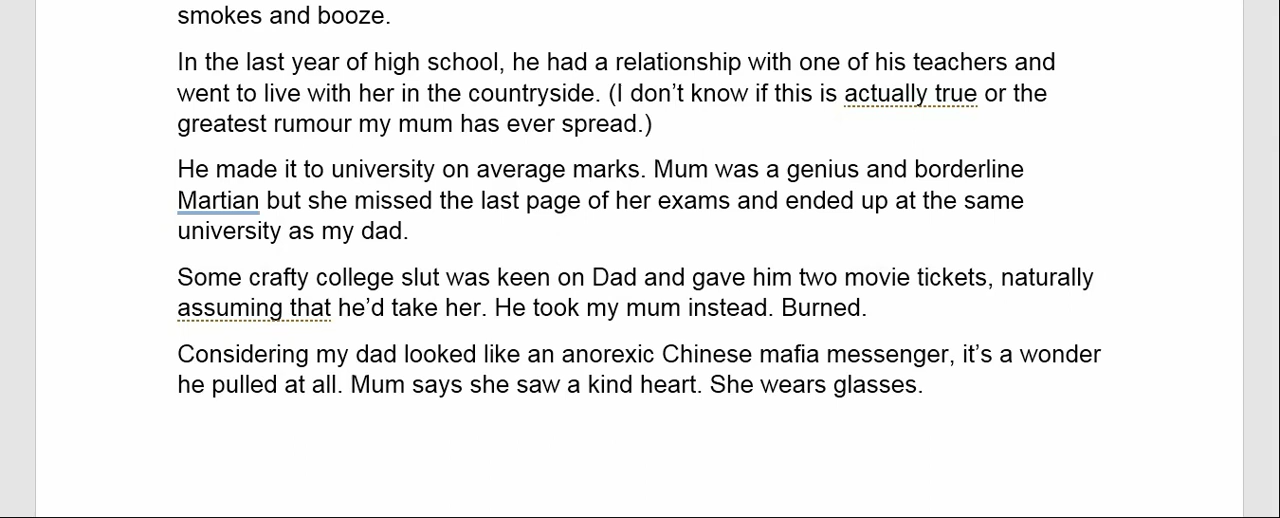 smokes and booze.
In the last year of high school, he had a relationship with one of his teachers and
went to live with her in the countryside. (I don’t know if this is actually true or the
greatest rumour my mum has ever spread.)
He made it to university on average marks. Mum was a genius and borderline
Martian but she missed the last page of her exams and ended up at the same
university as my dad.
Some crafty college slut was keen on Dad and gave him two movie tickets, naturally
assuming that he’d take her. He took my mum instead. Burned.
Considering my dad looked like an anorexic Chinese mafia messenger, it’s a wonder
he pulled at all. Mum says she saw a kind heart. She wears glasses.